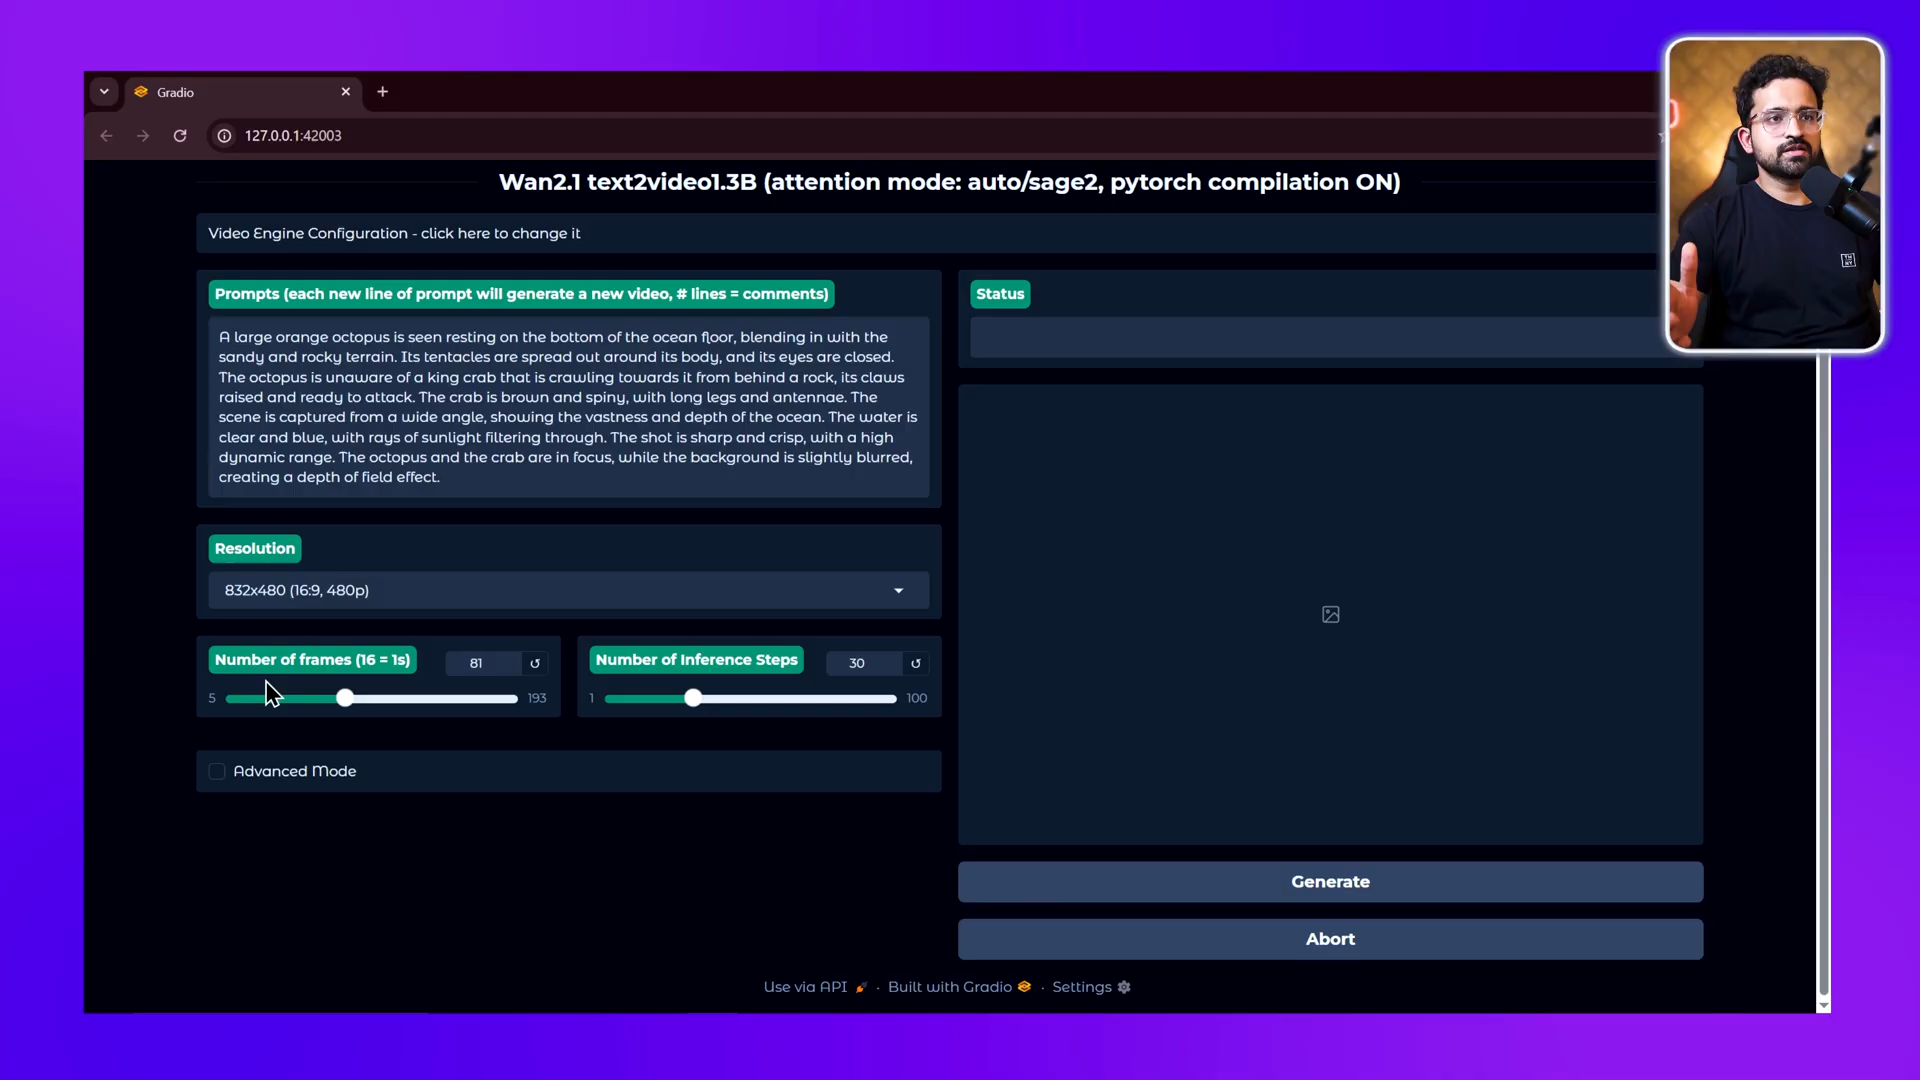 Gradio
127.0.0.1:42003
Wan2.1 text2video1.3B (attention mode: auto/sage2, pytorch compilation ON)
Video Engine Configuration - click here to change it
Prompts (each new line of prompt will generate a new video, # lines = comments)
A large orange octopus is seen resting on the bottom of the ocean floor, blending in with the
sandy and rocky terrain. Its tentacles are spread out around its body, and its eyes are closed.
The octopus is unaware of a king crab that is crawling towards it from behind a rock, its claws
raised and ready to attack. The crab is brown and spiny, with long legs and antennae. The
scene is captured from a wide angle, showing the vastness and depth of the ocean. The water is
clear and blue, with rays of sunlight filtering through. The shot is sharp and crisp, with a high
dynamic range. The octopus and the crab are in focus, while the background is slightly blurred,
creating a depth of field effect.
Status
Resolution
832x480 (16:9, 480p)
Number of frames (16 = 1s)
81
5
193
Number of Inference Steps
30
1
100
Advanced Mode
Generate
Abort
Use via API · Built with Gradio · Settings